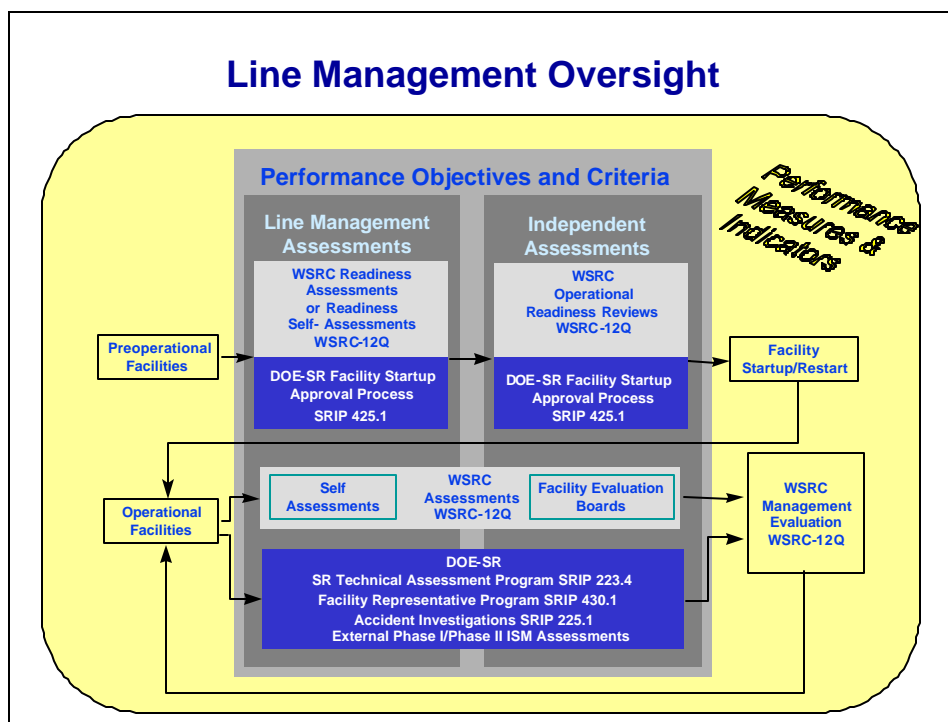 Line Management Oversight
Performance Objectives and Criteria
Performance
Measures &
Indicators
Line Management
Assessments
Independent
Assessments
WSRC Readiness
Assessments
or Readiness
Self- Assessments
WSRC-12Q
WSRC
Operational
Readiness Reviews
WSRC-12Q
Preoperational
Facilities
Facility
Startup/Restart
DOE-SR Facility Startup
Approval Process
SRIP 425.1
DOE-SR Facility Startup
Approval Process
SRIP 425.1
Operational
Facilities
Self
Assessments
WSRC
Assessments
WSRC-12Q
Facility Evaluation
Boards
WSRC
Management
Evaluation
WSRC-12Q
DOE-SR
SR Technical Assessment Program SRIP 223.4
Facility Representative Program SRIP 430.1
Accident Investigations SRIP 225.1
External Phase I/Phase II ISM Assessments